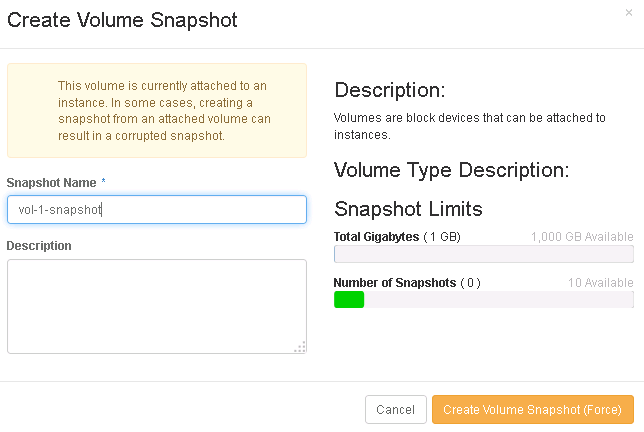 Create Volume Snapshot
×
This volume is currently attached to an
instance. In some cases, creating a
snapshot from an attached volume can
result in a corrupted snapshot.
Snapshot Name *
vol-1-snapshot
Description
Description:
Volumes are block devices that can be attached to
instances.
Volume Type Description:
Snapshot Limits
Total Gigabytes ( 1 GB) 1,000 GB Available
Number of Snapshots ( 0 ) 10 Available
Cancel
Create Volume Snapshot (Force)